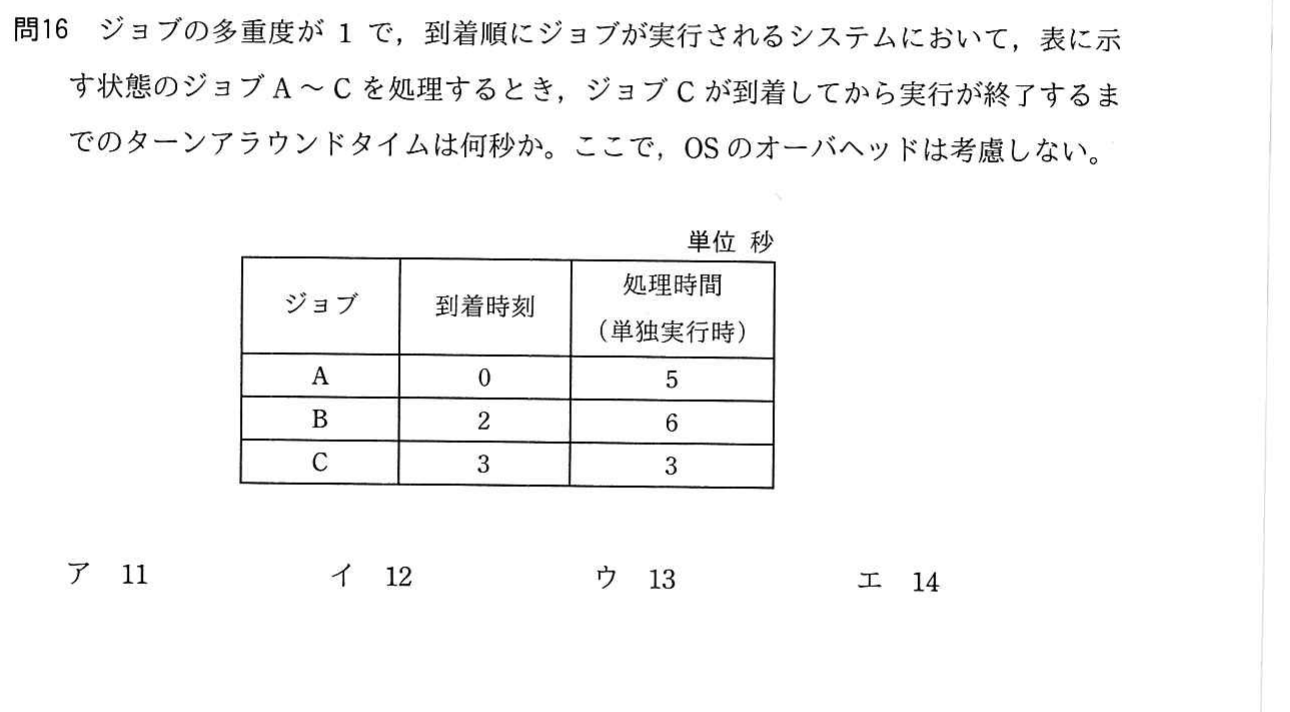 問16 ジョブの多重度が 1 で，到着順にジョブが実行されるシステムにおいて，表に示
す状態のジョブ A ～ C を処理するとき，ジョブ C が到着してから実行が終了するま
でのターンアラウンドタイムは何秒か。ここで，OS のオーバヘッドは考慮しない。
単位 秒
ジョブ 到着時刻 処理時間
（単独実行時）
A 0 5
B 2 6
C 3 3
ア 11 イ 12 ウ 13 エ 14